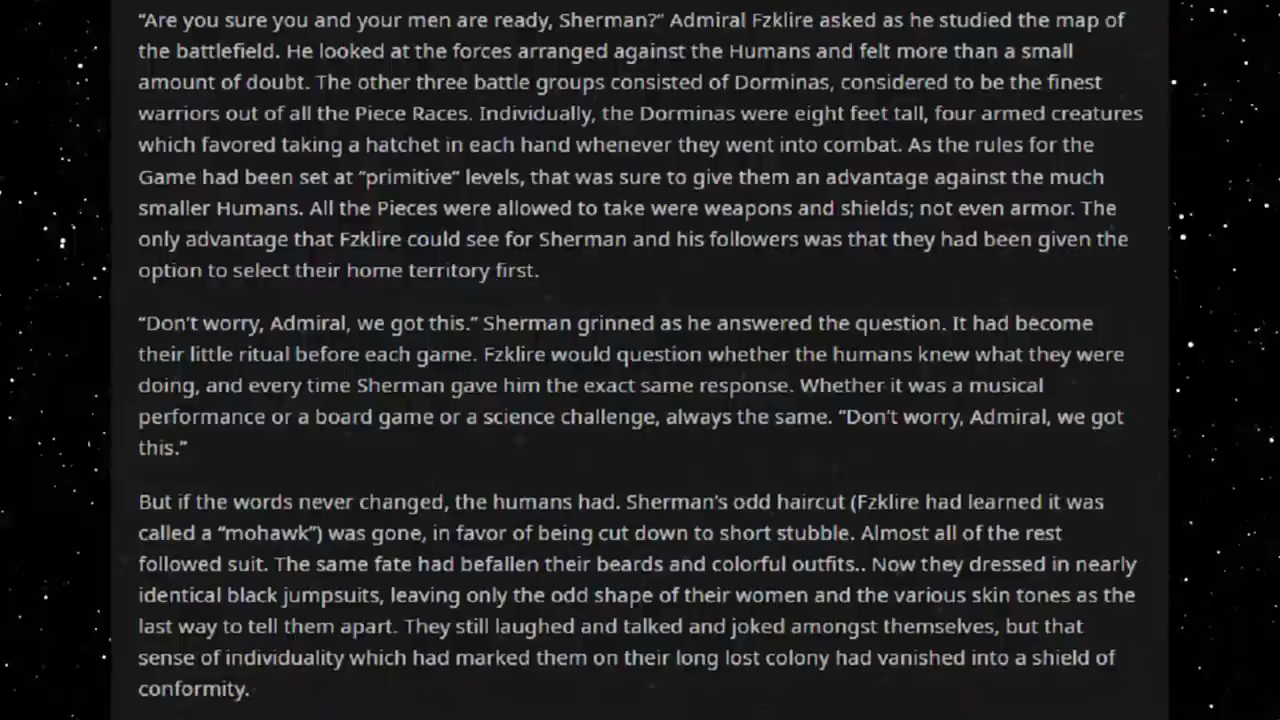 “Are you sure you and your men are ready, Sherman?” Admiral Fzklire asked as he studied the map of
the battlefield. He looked at the forces arranged against the Humans and felt more than a small
amount of doubt. The other three battle groups consisted of Dorminas, considered to be the finest
warriors out of all the Piece Races. Individually, the Dorminas were eight feet tall, four armed creatures
which favored taking a hatchet in each hand whenever they went into combat. As the rules for the
Game had been set at “primitive” levels, that was sure to give them an advantage against the much
smaller Humans. All the Pieces were allowed to take were weapons and shields; not even armor. The
only advantage that Fzklire could see for Sherman and his followers was that they had been given the
option to select their home territory first.
“Don’t worry, Admiral, we got this.” Sherman grinned as he answered the question. It had become
their little ritual before each game. Fzklire would question whether the humans knew what they were
doing, and every time Sherman gave him the exact same response. Whether it was a musical
performance or a board game or a science challenge, always the same. “Don’t worry, Admiral, we got
this.”
But if the words never changed, the humans had. Sherman’s odd haircut (Fzklire had learned it was
called a “mohawk”) was gone, in favor of being cut down to short stubble. Almost all of the rest
followed suit. The same fate had befallen their beards and colorful outfits.. Now they dressed in nearly
identical black jumpsuits, leaving only the odd shape of their women and the various skin tones as the
last way to tell them apart. They still laughed and talked and joked amongst themselves, but that
sense of individuality which had marked them on their long lost colony had vanished into a shield of
conformity.